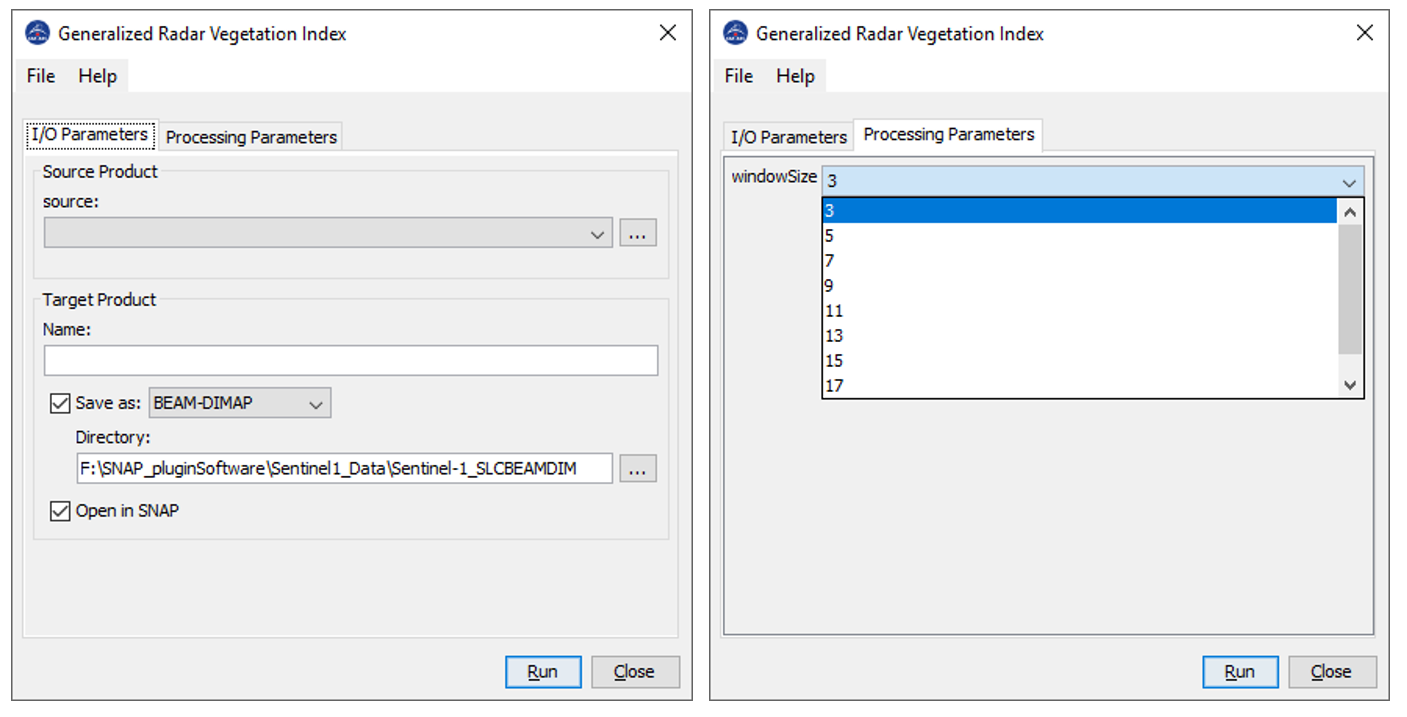 Generalized Radar Vegetation Index
File Help
I/O Parameters Processing Parameters
Source Product
source:
...
Target Product
Name:
Save as: BEAM-DIMAP
Directory:
F:\SNAP_pluginSoftware\Sentinel1_Data\Sentinel-1_SLCBEAMDIM
...
Open in SNAP
Run Close
Generalized Radar Vegetation Index
File Help
I/O Parameters Processing Parameters
windowSize 3
3
5
7
9
11
13
15
17
Run Close